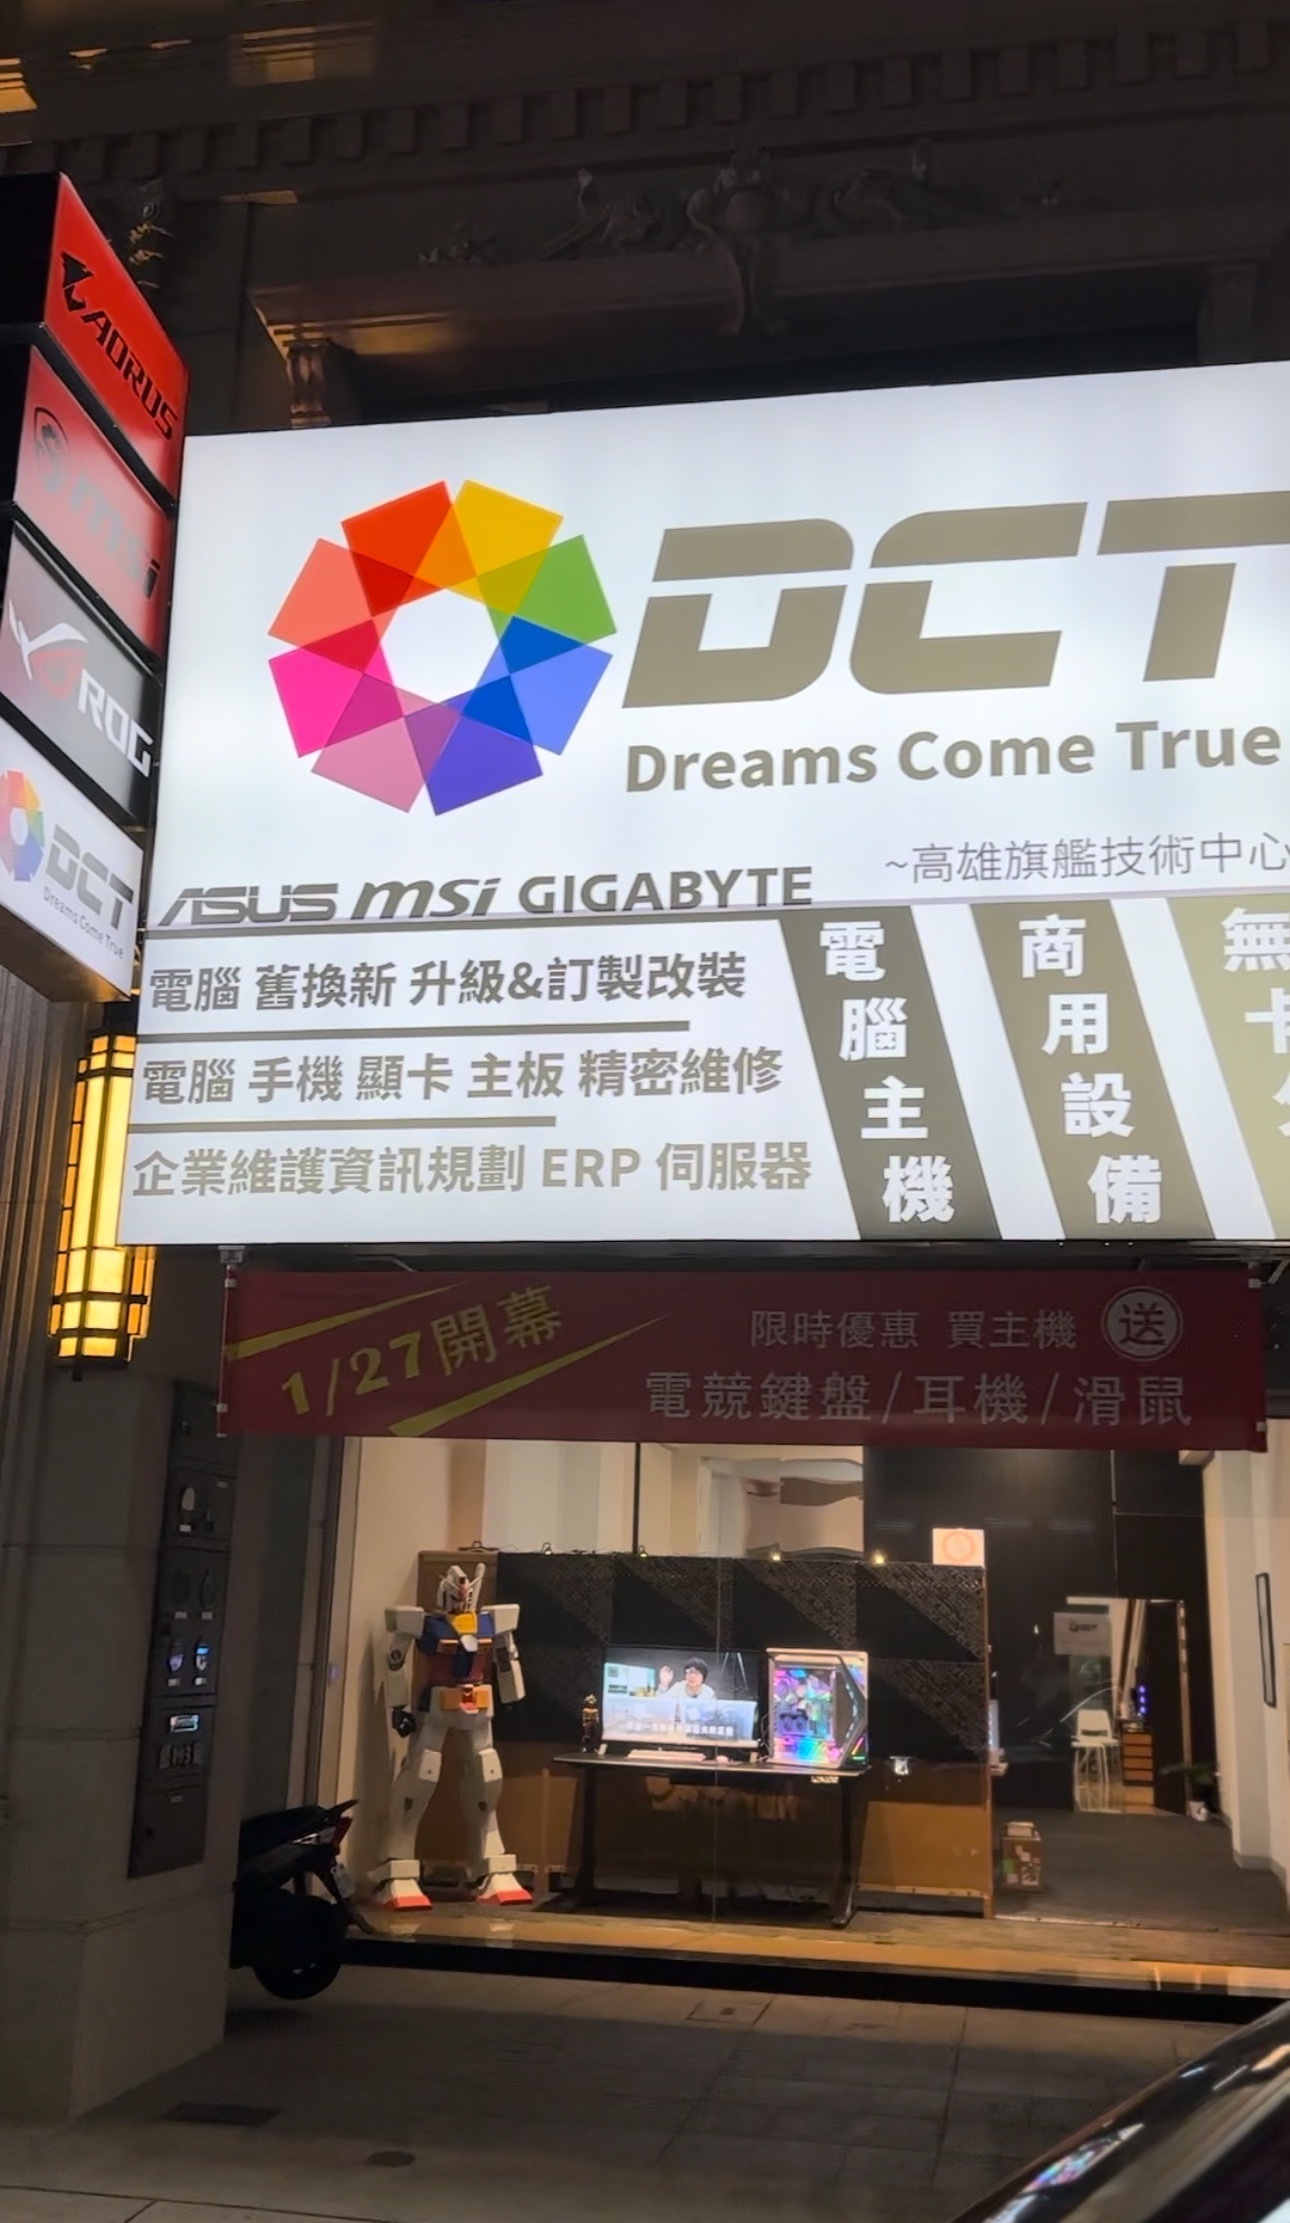 AORUS
msi
ROG
DCT
Dreams Come True
DCT
Dreams Come True
~高雄旗艦技術中心
ASUS msi GIGABYTE
電腦 舊換新 升級&訂製改裝
電腦 手機 顯卡 主板 精密維修
企業維護資訊規劃 ERP 伺服器
電腦主機
商用設備
無卡分
1/27開幕
限時優惠 買主機 送
電競鍵盤/耳機/滑鼠